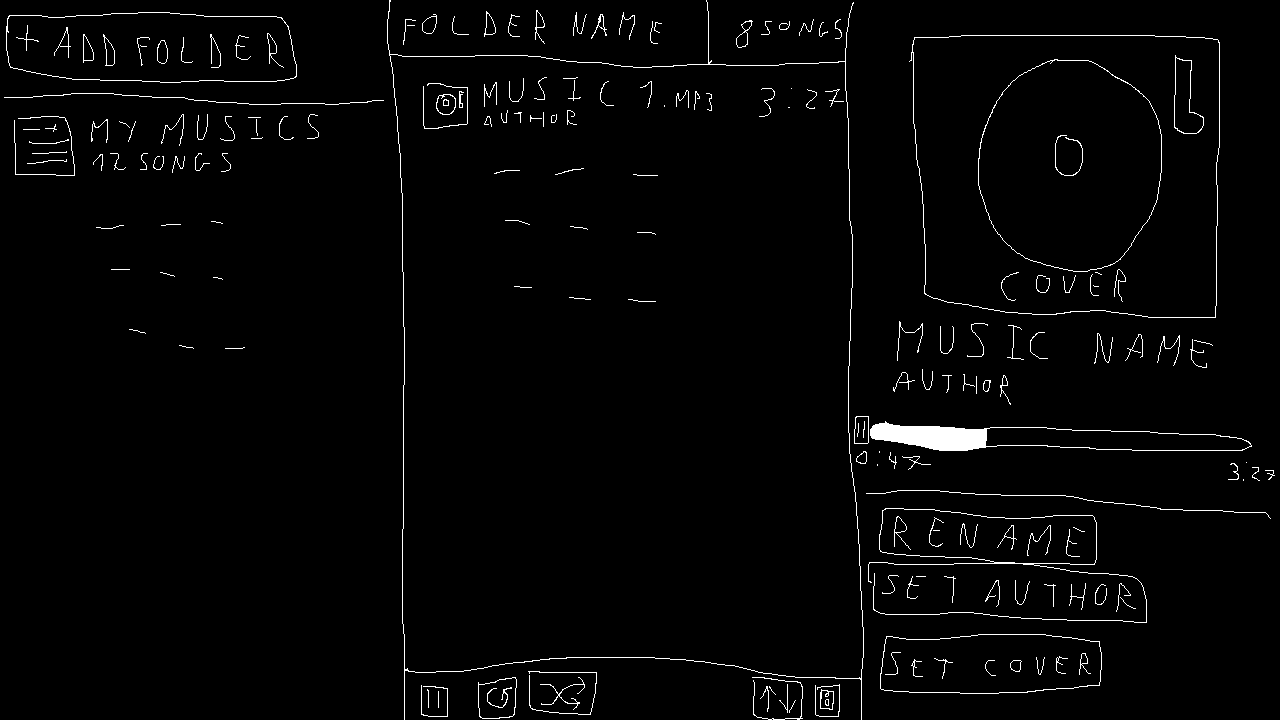 + ADD FOLDER
MY MUSICS
12 SONGS
FOLDER NAME
8 SONGS
MUSIC 1.MP3
3:27
AUTHOR
COVER
MUSIC NAME
AUTHOR
0:47
3:27
RENAME
SET AUTHOR
SET COVER